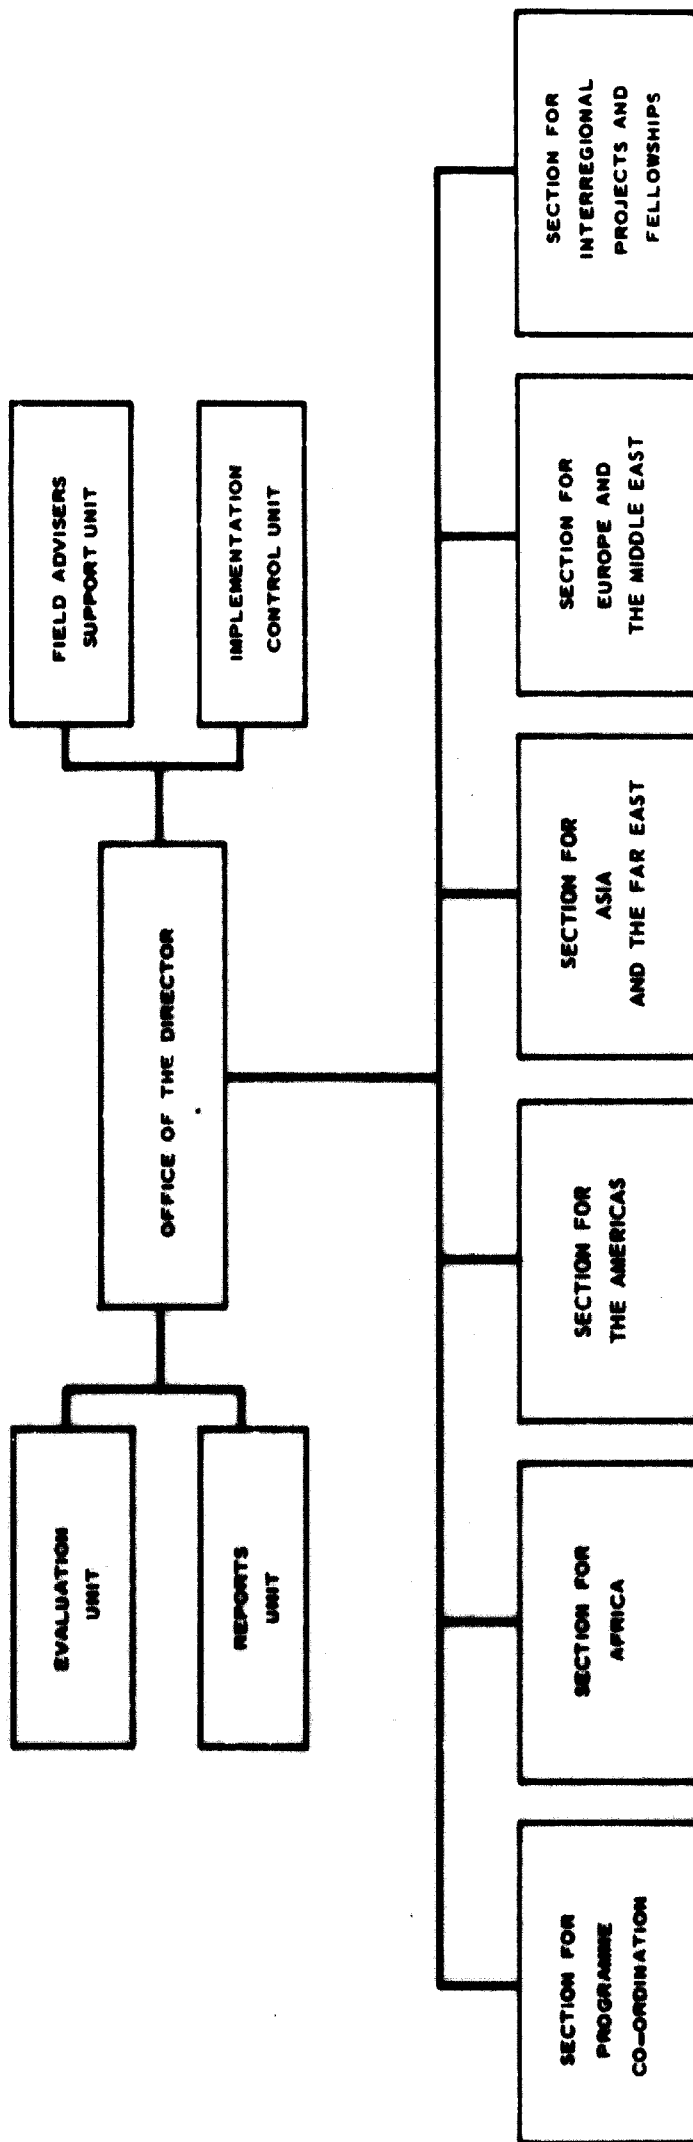 EVALUATION
UNIT
REPORTS
UNIT
OFFICE OF THE DIRECTOR
FIELD ADVISERS
SUPPORT UNIT
IMPLEMENTATION
CONTROL UNIT
SECTION FOR
PROGRAMME
CO-ORDINATION
SECTION FOR
AFRICA
SECTION FOR
THE AMERICAS
SECTION FOR
ASIA
AND THE FAR EAST
SECTION FOR
EUROPE AND
THE MIDDLE EAST
SECTION FOR
INTERREGIONAL
PROJECTS AND
FELLOWSHIPS